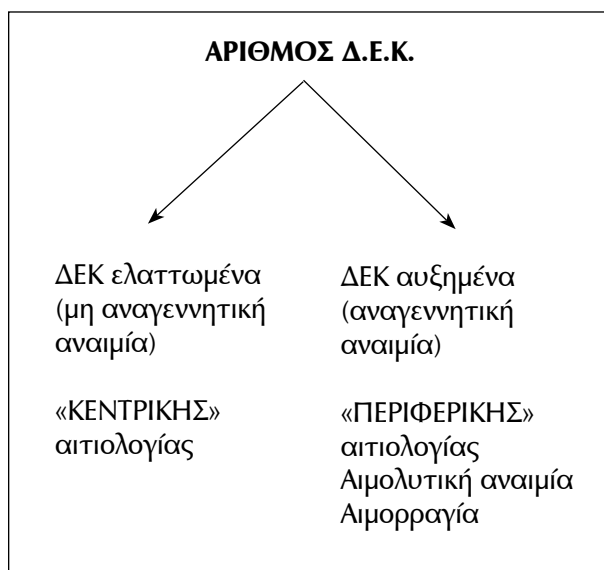 ΑΡΙΘΜΟΣ Δ.Ε.Κ.
ΔΕΚ ελαττωμένα
(μη αναγεννητική
αναιμία)
«ΚΕΝΤΡΙΚΗΣ»
αιτιολογίας
ΔΕΚ αυξημένα
(αναγεννητική
αναιμία)
«ΠΕΡΙΦΕΡΙΚΗΣ»
αιτιολογίας
Αιμολυτική αναιμία
Αιμορραγία